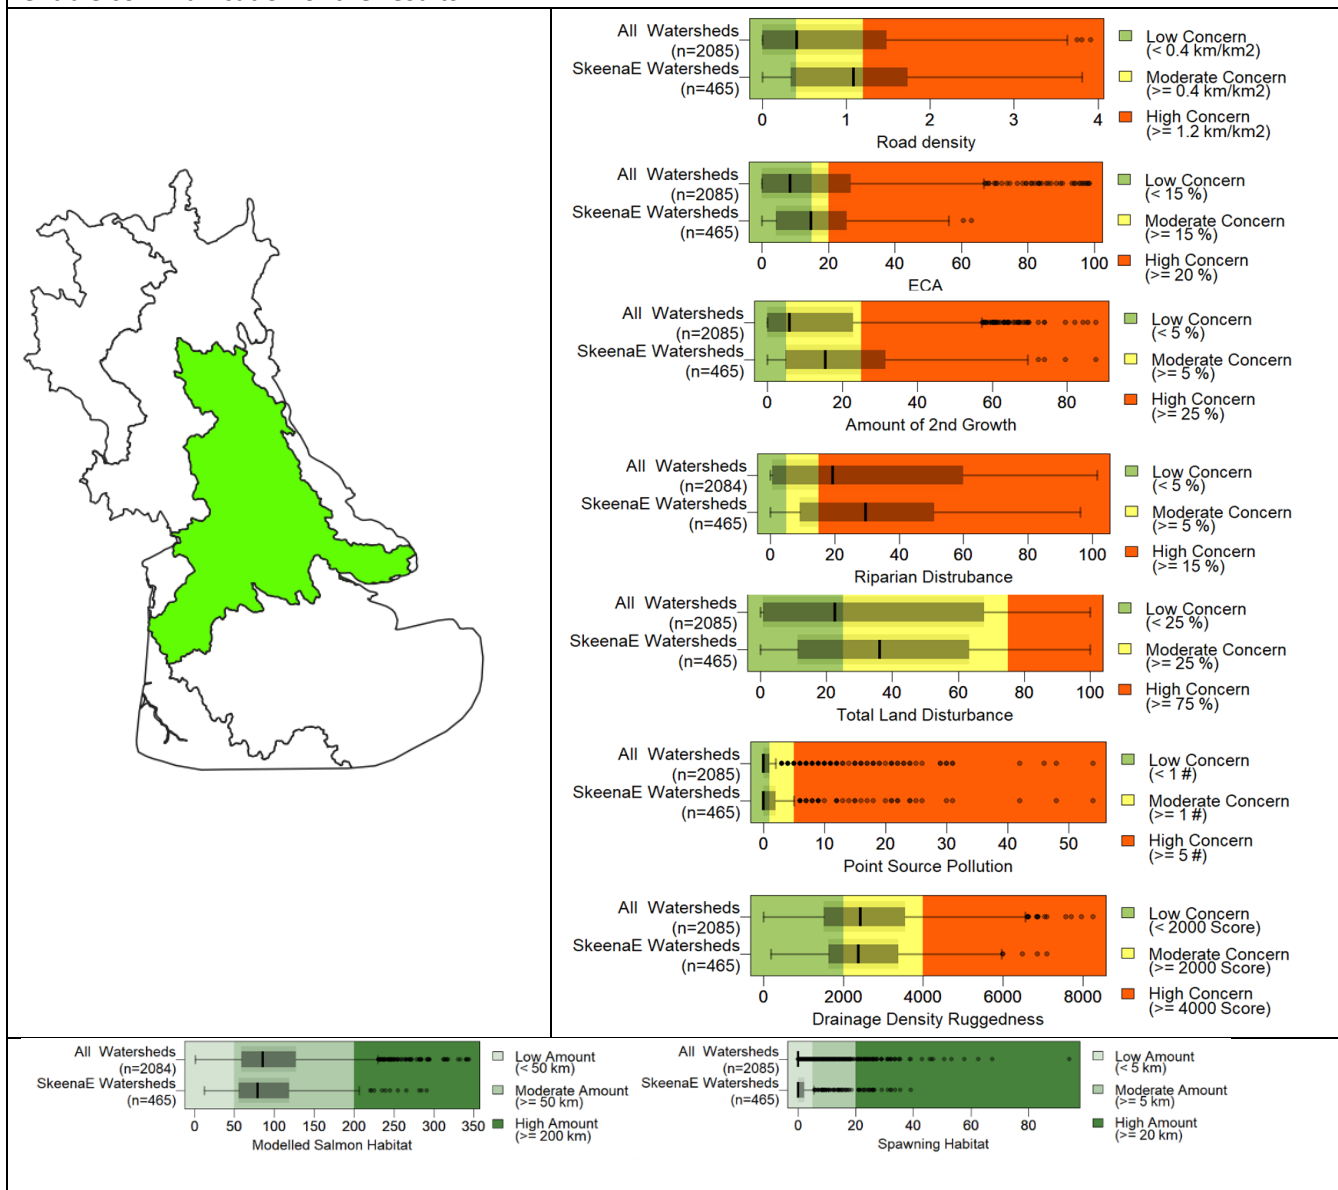 All Watersheds
(n=2085)
SkeenaE Watersheds
(n=465)
0 1 2 3 4
Road density
Low Concern
(< 0.4 km/km2)
Moderate Concern
(>= 0.4 km/km2)
High Concern
(>= 1.2 km/km2)
All Watersheds
(n=2085)
SkeenaE Watersheds
(n=465)
0 20 40 60 80 100
ECA
Low Concern
(< 15 %)
Moderate Concern
(>= 15 %)
High Concern
(>= 20 %)
All Watersheds
(n=2085)
SkeenaE Watersheds
(n=465)
0 20 40 60 80
Amount of 2nd Growth
Low Concern
(< 5 %)
Moderate Concern
(>= 5 %)
High Concern
(>= 25 %)
All Watersheds
(n=2084)
SkeenaE Watersheds
(n=465)
0 20 40 60 80 100
Riparian Distrubance
Low Concern
(< 5 %)
Moderate Concern
(>= 5 %)
High Concern
(>= 15 %)
All Watersheds
(n=2085)
SkeenaE Watersheds
(n=465)
0 20 40 60 80 100
Total Land Disturbance
Low Concern
(< 25 %)
Moderate Concern
(>= 25 %)
High Concern
(>= 75 %)
All Watersheds
(n=2085)
SkeenaE Watersheds
(n=465)
0 10 20 30 40 50
Point Source Pollution
Low Concern
(< 1 #)
Moderate Concern
(>= 1 #)
High Concern
(>= 5 #)
All Watersheds
(n=2085)
SkeenaE Watersheds
(n=465)
0 2000 4000 6000 8000
Drainage Density Ruggedness
Low Concern
(< 2000 Score)
Moderate Concern
(>= 2000 Score)
High Concern
(>= 4000 Score)
All Watersheds
(n=2084)
SkeenaE Watersheds
(n=465)
0 50 100 150 200 250 300 350
Modelled Salmon Habitat
Low Amount
(< 50 km)
Moderate Amount
(>= 50 km)
High Amount
(>= 200 km)
All Watersheds
(n=2085)
SkeenaE Watersheds
(n=465)
0 20 40 60 80
Spawning Habitat
Low Amount
(< 5 km)
Moderate Amount
(>= 5 km)
High Amount
(>= 20 km)